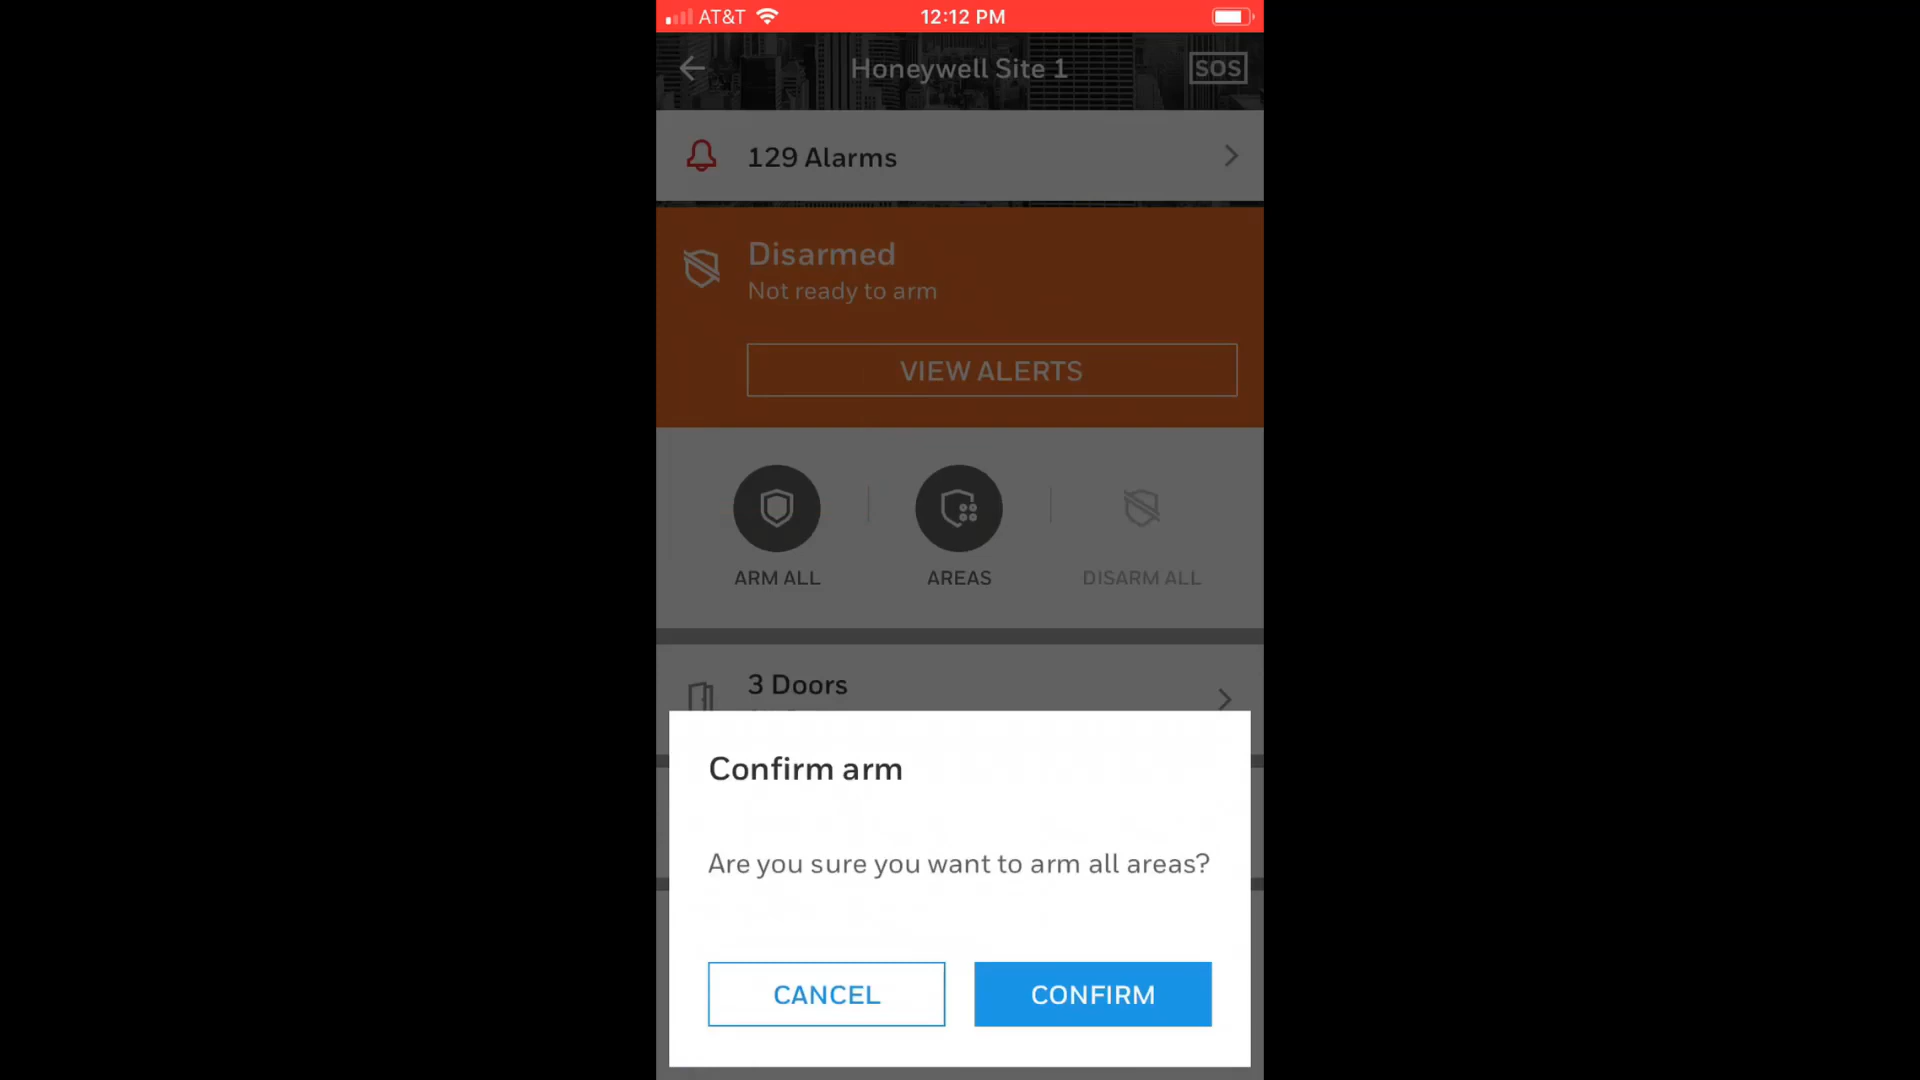 AT&T 12:12 PM
Honeywell Site 1 SOS
129 Alarms
Disarmed
Not ready to arm
VIEW ALERTS
ARM ALL AREAS DISARM ALL
3 Doors
Confirm arm
Are you sure you want to arm all areas?
CANCEL CONFIRM